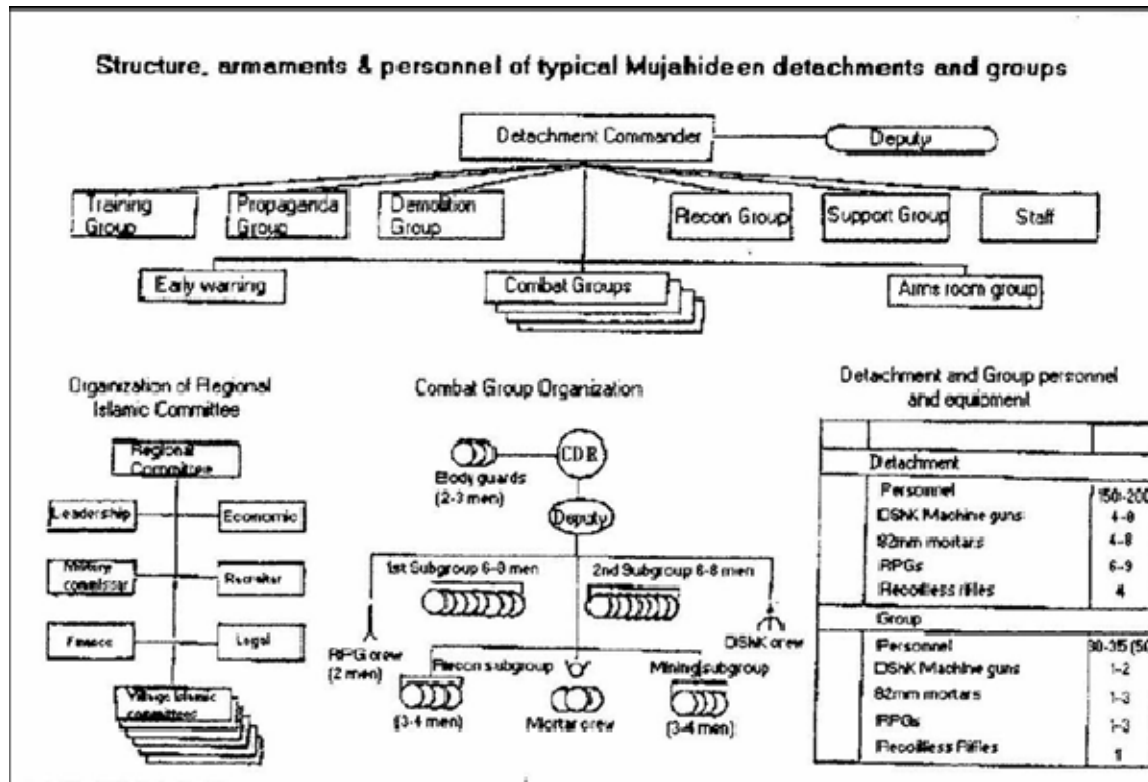 Structure, armaments & personnel of typical Mujahideen detachments and groups
Detachment Commander
Deputy
Training
Group
Propaganda
Group
Demolition
Group
Recon Group
Support Group
Staff
Early warning
Combat Groups
Arms room group
Organization of Regional
Islamic Committee
Regional
Committee
Leadership
Economic
Military
commissar
Recruiter
Finance
Legal
Village Islamic
committees
Combat Group Organization
CDR
Body guards
(2-3 men)
Deputy
1st Subgroup 6-8 men
2nd Subgroup 6-8 men
RPG crew
(2 men)
DShK crew
Recon subgroup
(3-4 men)
Mortar crew
Mining subgroup
(3-4 men)
Detachment and Group personnel
and equipment
Detachment
Personnel 150-200
DShK Machine guns 4-8
82mm mortars 4-8
RPGs 6-9
Recoilless rifles 4
Group
Personnel 30-35 (50
DShK Machine guns 1-2
82mm mortars 1-3
RPGs 1-3
Recoilless Rifles 1